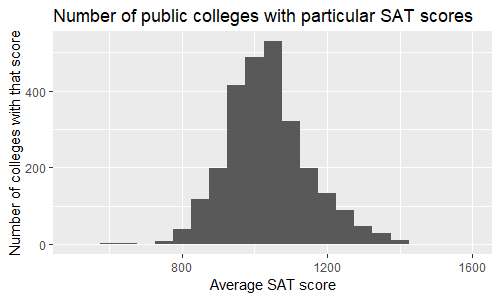 Number of public colleges with particular SAT scores
Number of colleges with that score
400
200
0
800
1200
1600
Average SAT score